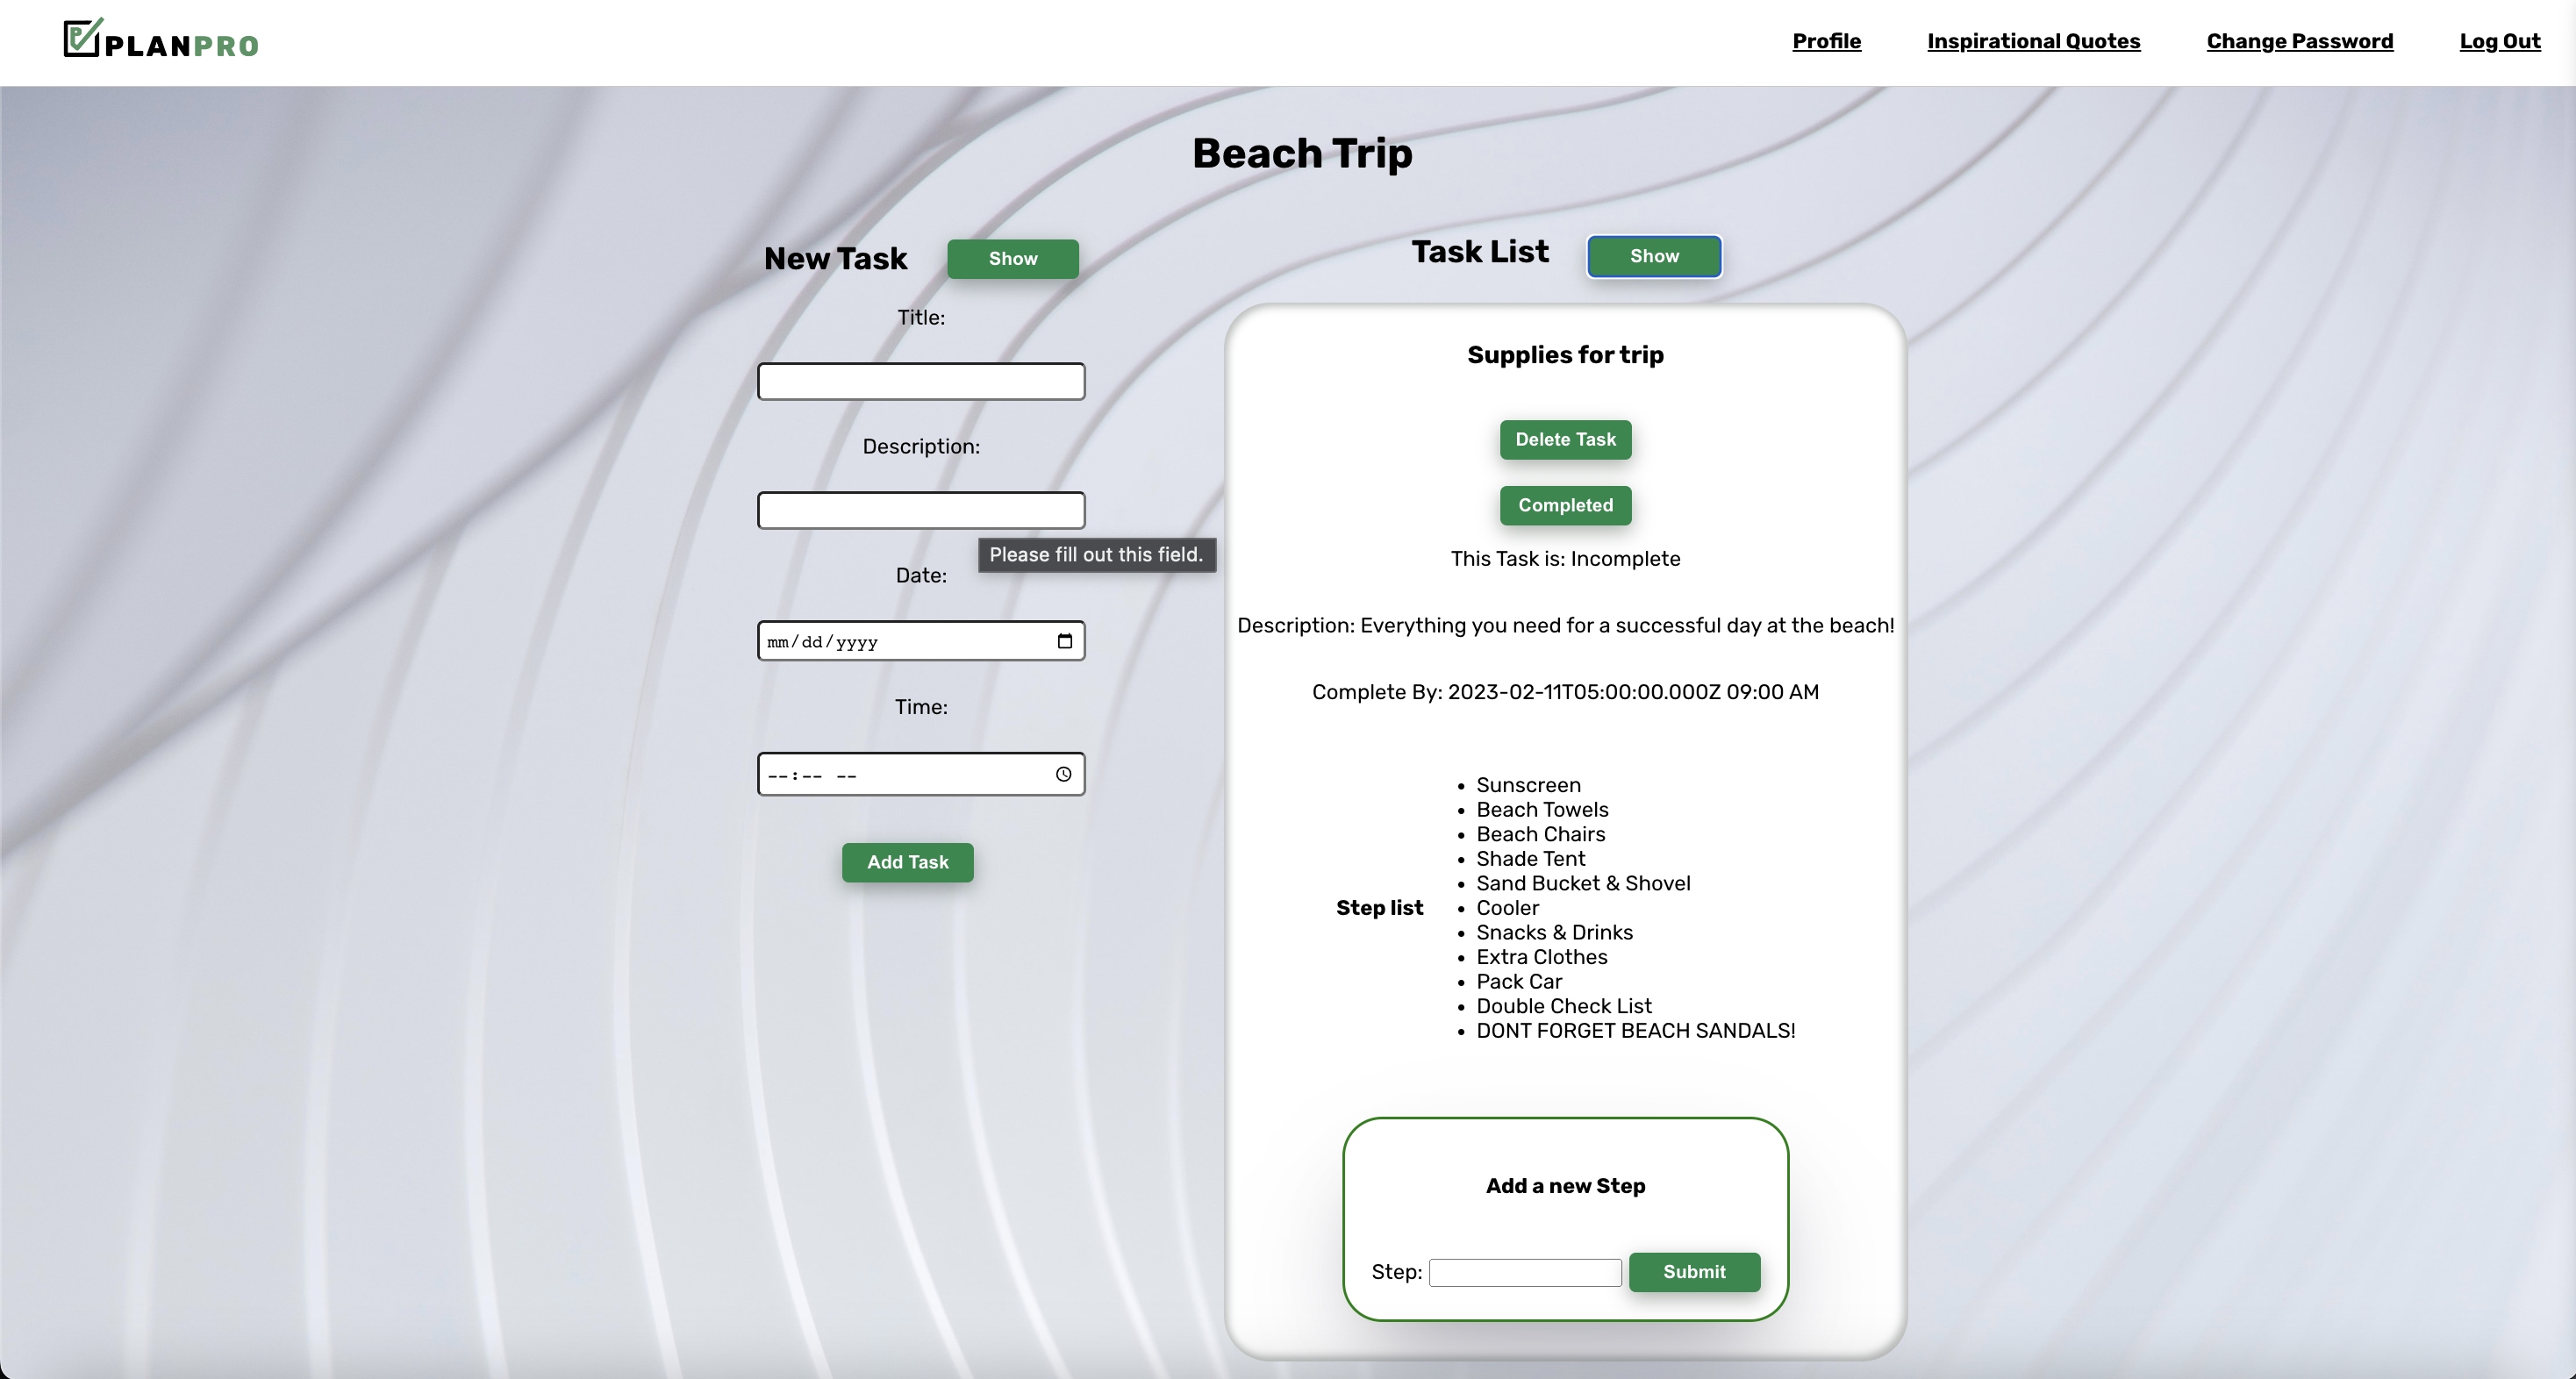 PLANPRO
Profile Inspirational Quotes Change Password Log Out
Beach Trip
New Task Show
Title:
Description:
Please fill out this field.
Date:
mm/dd/yyyy
Time:
--:-- --
Add Task
Task List Show
Supplies for trip
Delete Task
Completed
This Task is: Incomplete
Description: Everything you need for a successful day at the beach!
Complete By: 2023-02-11T05:00:00.000Z 09:00 AM
Step list
Sunscreen
Beach Towels
Beach Chairs
Shade Tent
Sand Bucket & Shovel
Cooler
Snacks & Drinks
Extra Clothes
Pack Car
Double Check List
DONT FORGET BEACH SANDALS!
Add a new Step
Step: Submit